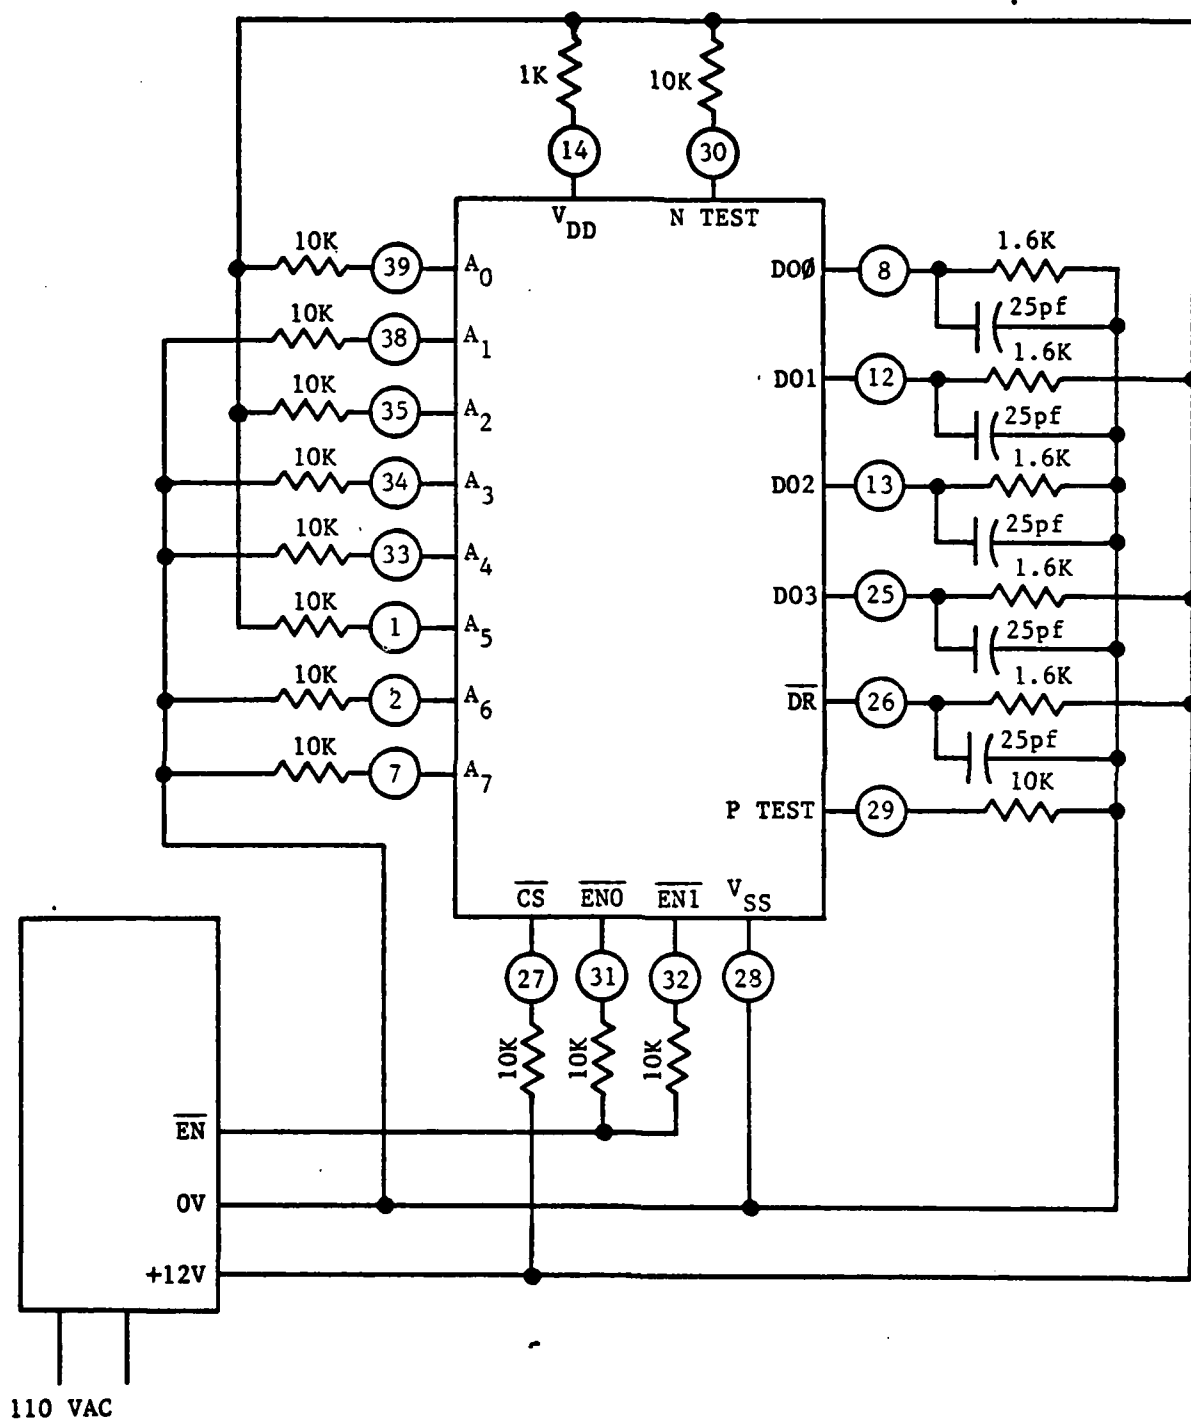 1K
10K
14
30
V DD
N TEST
10K
39
A0
10K
38
A1
10K
35
A2
10K
34
A3
10K
33
A4
10K
1
A5
10K
2
A6
10K
7
A7
DOØ
8
1.6K
25pf
DO1
12
1.6K
25pf
DO2
13
1.6K
25pf
DO3
25
1.6K
25pf
DR
26
1.6K
25pf
P TEST
29
10K
CS
EN0
EN1
V SS
27
31
32
28
10K
10K
10K
EN
0V
+12V
110 VAC